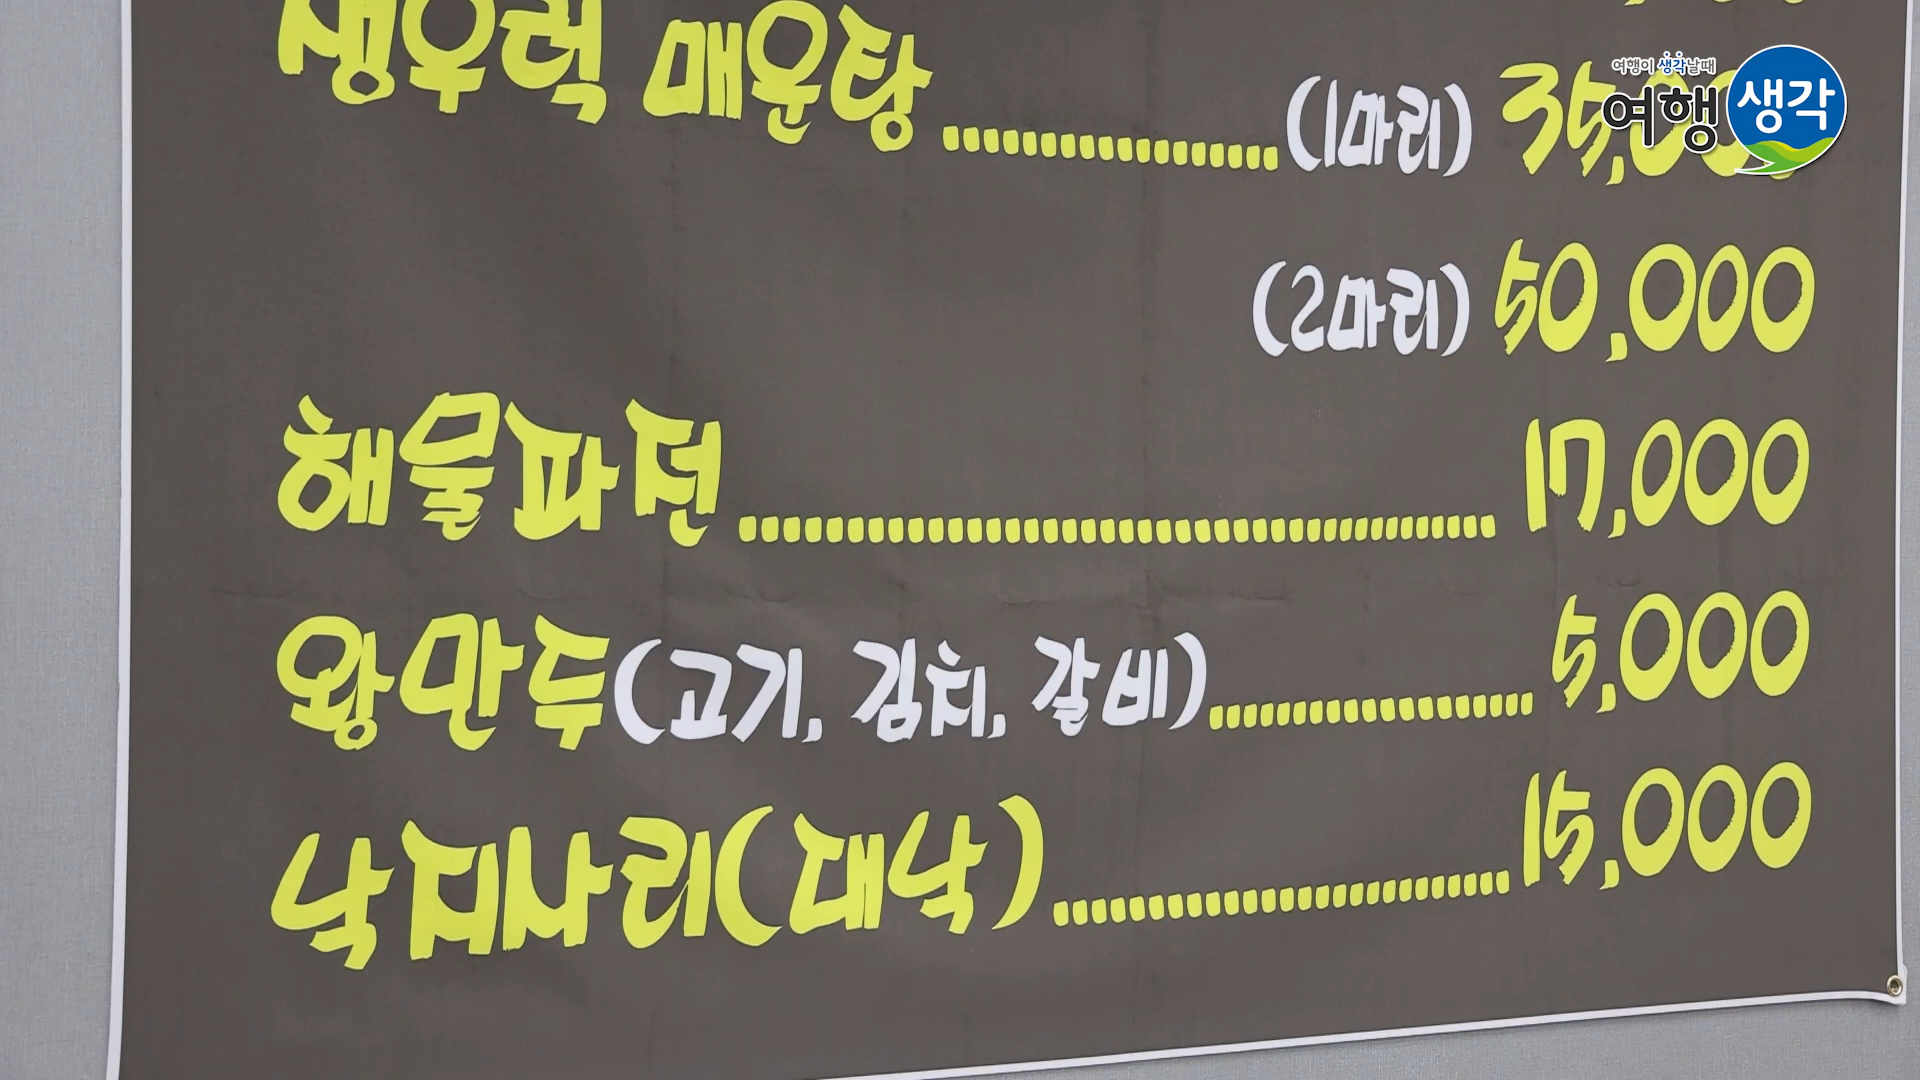 생우럭 매운탕 (1마리) 35,000
여행이 생각날때
여행 생각
(2마리) 50,000
해물파전 17,000
왕만두(고기, 김치, 갈비) 5,000
낙지사리(대낙) 15,000